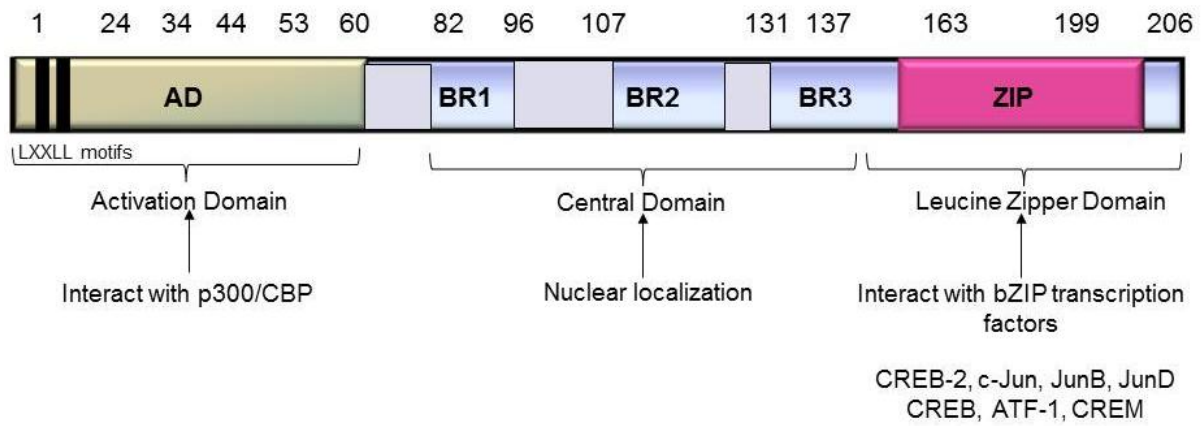 1 24 34 44 53 60 82 96 107 131 137 163 199 206
AD BR1 BR2 BR3 ZIP
LXXLL motifs
Activation Domain Central Domain Leucine Zipper Domain
Interact with p300/CBP Nuclear localization Interact with bZIP transcription
factors
CREB-2, c-Jun, JunB, JunD
CREB, ATF-1, CREM